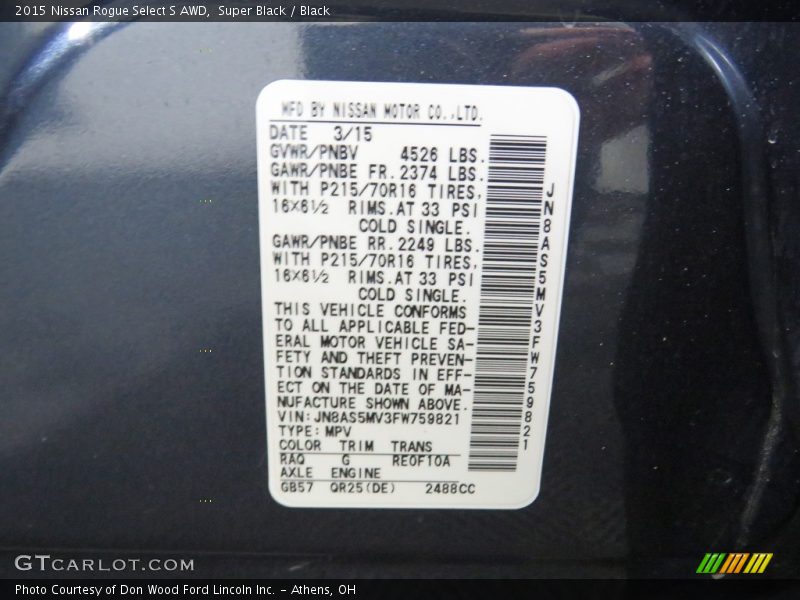 2015 Nissan Rogue Select S AWD, Super Black / Black
MFD BY NISSAN MOTOR CO.,LTD.
DATE 3/15
GVWR/PNBV 4526 LBS.
GAWR/PNBE FR. 2374 LBS.
WITH P215/70R16 TIRES,
16X6½ RIMS. AT 33 PSI
COLD SINGLE.
GAWR/PNBE RR. 2249 LBS.
WITH P215/70R16 TIRES,
16X6½ RIMS. AT 33 PSI
COLD SINGLE.
THIS VEHICLE CONFORMS
TO ALL APPLICABLE FED-
ERAL MOTOR VEHICLE SA-
FETY AND THEFT PREVEN-
TION STANDARDS IN EFF-
ECT ON THE DATE OF MA-
NUFACTURE SHOWN ABOVE.
VIN:JN8AS5MV3FW759821
TYPE:MPV
COLOR TRIM TRANS
RAQ G RE0F10A
AXLE ENGINE
GB57 QR25(DE) 2488CC
JN8AS5MV3FW759821
GTCARLOT.COM
Photo Courtesy of Don Wood Ford Lincoln Inc. - Athens, OH